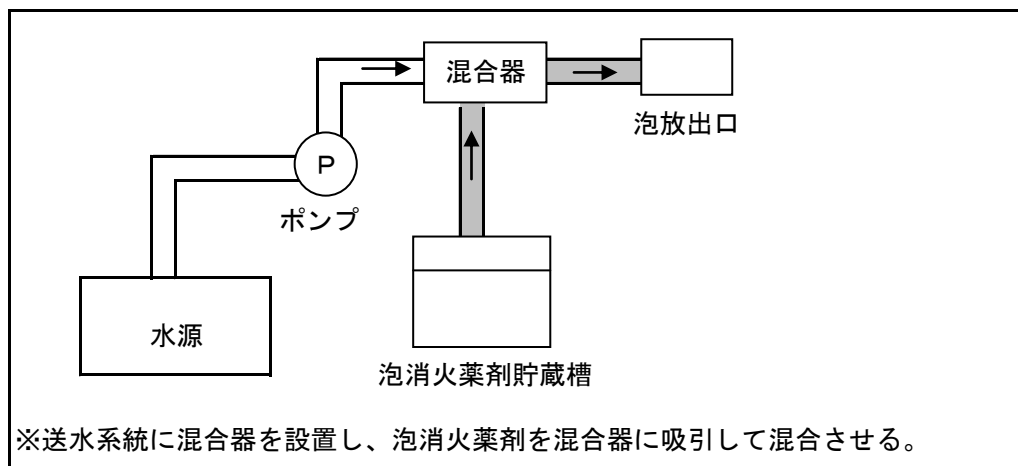 混合器
泡放出口
P
ポンプ
水源
泡消火薬剤貯蔵槽
※送水系統に混合器を設置し、泡消火薬剤を混合器に吸引して混合させる。